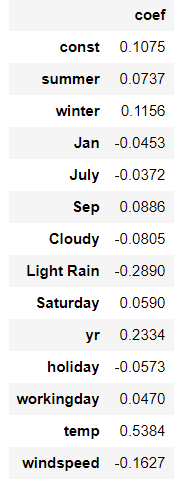 coef
const 0.1075
summer 0.0737
winter 0.1156
Jan -0.0453
July -0.0372
Sep 0.0886
Cloudy -0.0805
Light Rain -0.2890
Saturday 0.0590
yr 0.2334
holiday -0.0573
workingday 0.0470
temp 0.5384
windspeed -0.1627